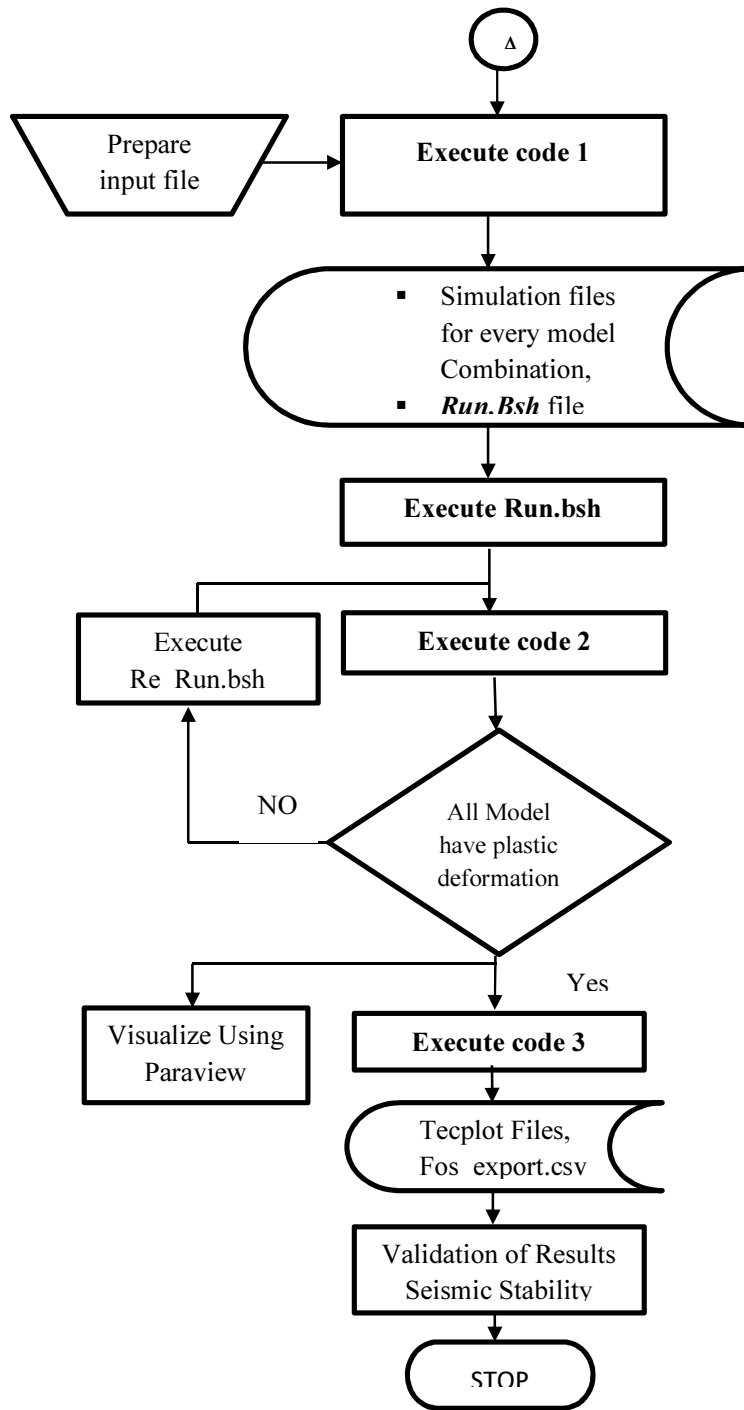 Δ
Prepare
input file
Execute code 1
▪ Simulation files
for every model
Combination,
▪ Run.Bsh file
Execute Run.bsh
Execute
Re Run.bsh
Execute code 2
NO
All Model
have plastic
deformation
Yes
Visualize Using
Paraview
Execute code 3
Tecplot Files,
Fos export.csv
Validation of Results
Seismic Stability
STOP